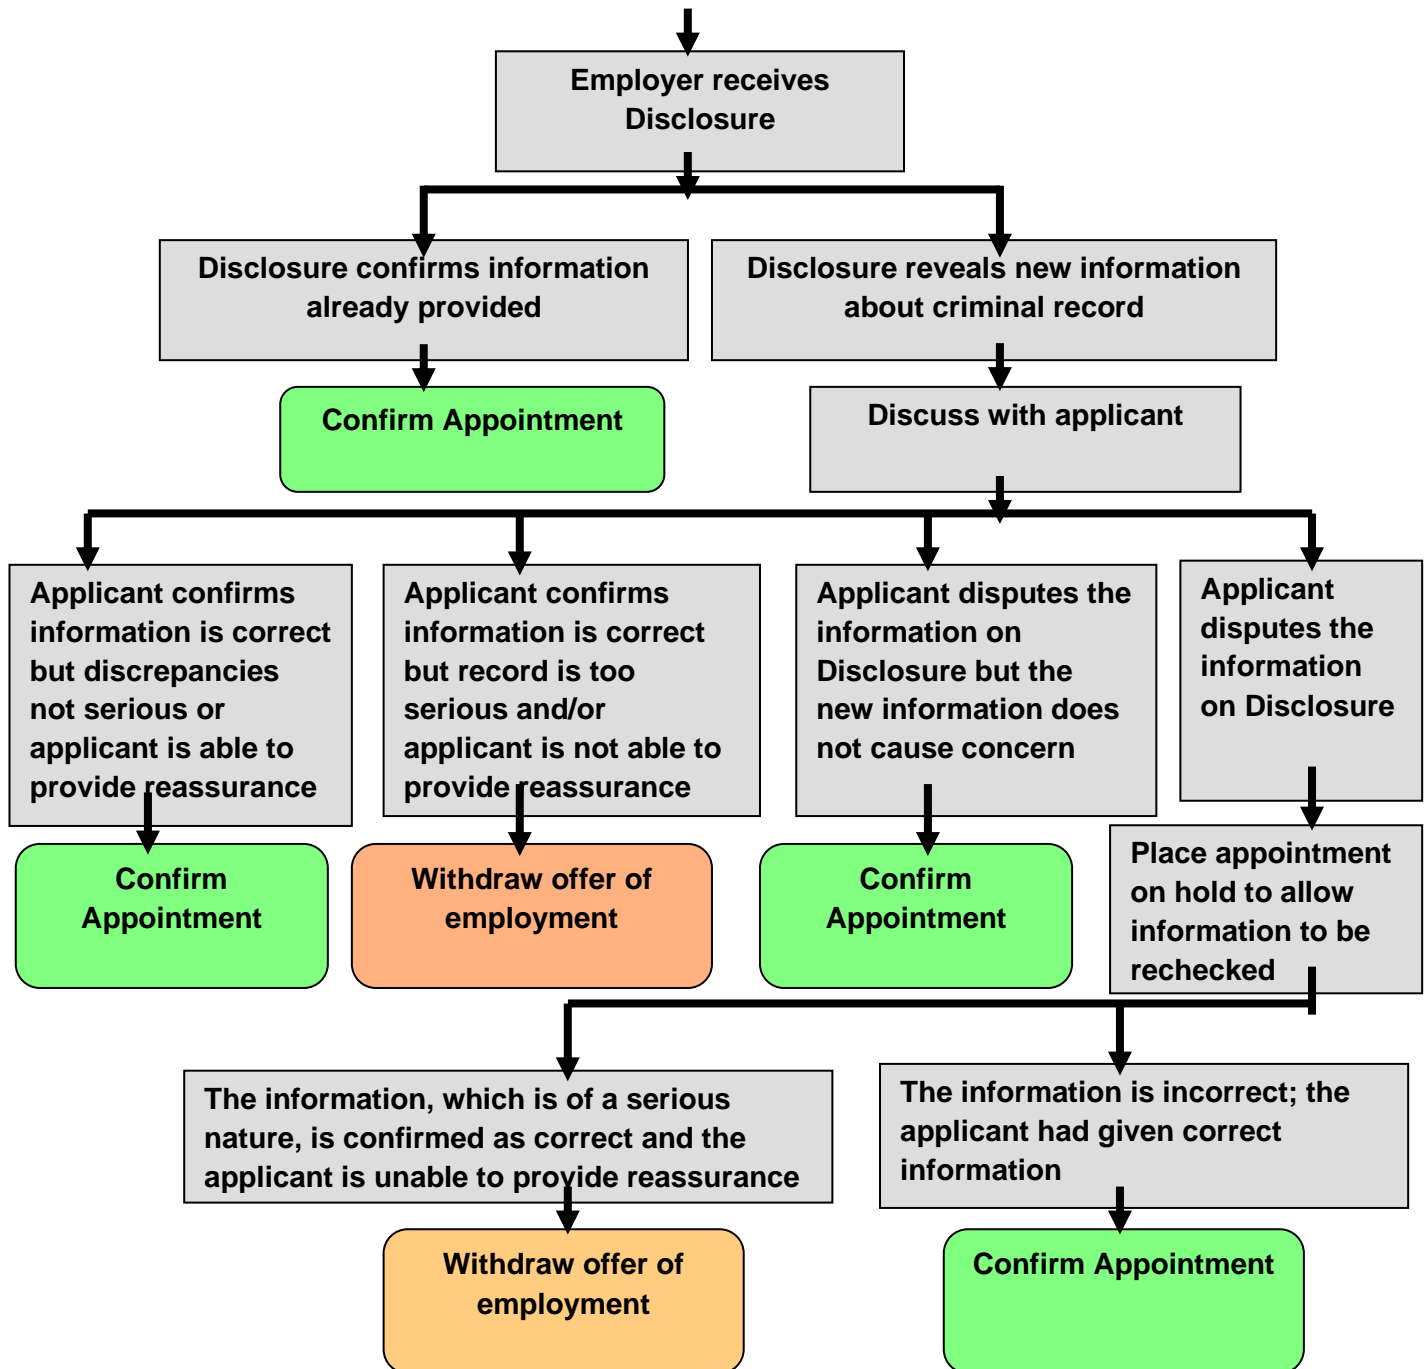 Employer receives
Disclosure
Disclosure confirms information
already provided
Disclosure reveals new information
about criminal record
Confirm Appointment
Discuss with applicant
Applicant confirms
information is correct
but discrepancies
not serious or
applicant is able to
provide reassurance
Applicant confirms
information is correct
but record is too
serious and/or
applicant is not able to
provide reassurance
Applicant disputes the
information on
Disclosure but the
new information does
not cause concern
Applicant
disputes the
information
on Disclosure
Confirm
Appointment
Withdraw offer of
employment
Confirm
Appointment
Place appointment
on hold to allow
information to be
rechecked
The information, which is of a serious
nature, is confirmed as correct and the
applicant is unable to provide reassurance
The information is incorrect; the
applicant had given correct
information
Withdraw offer of
employment
Confirm Appointment